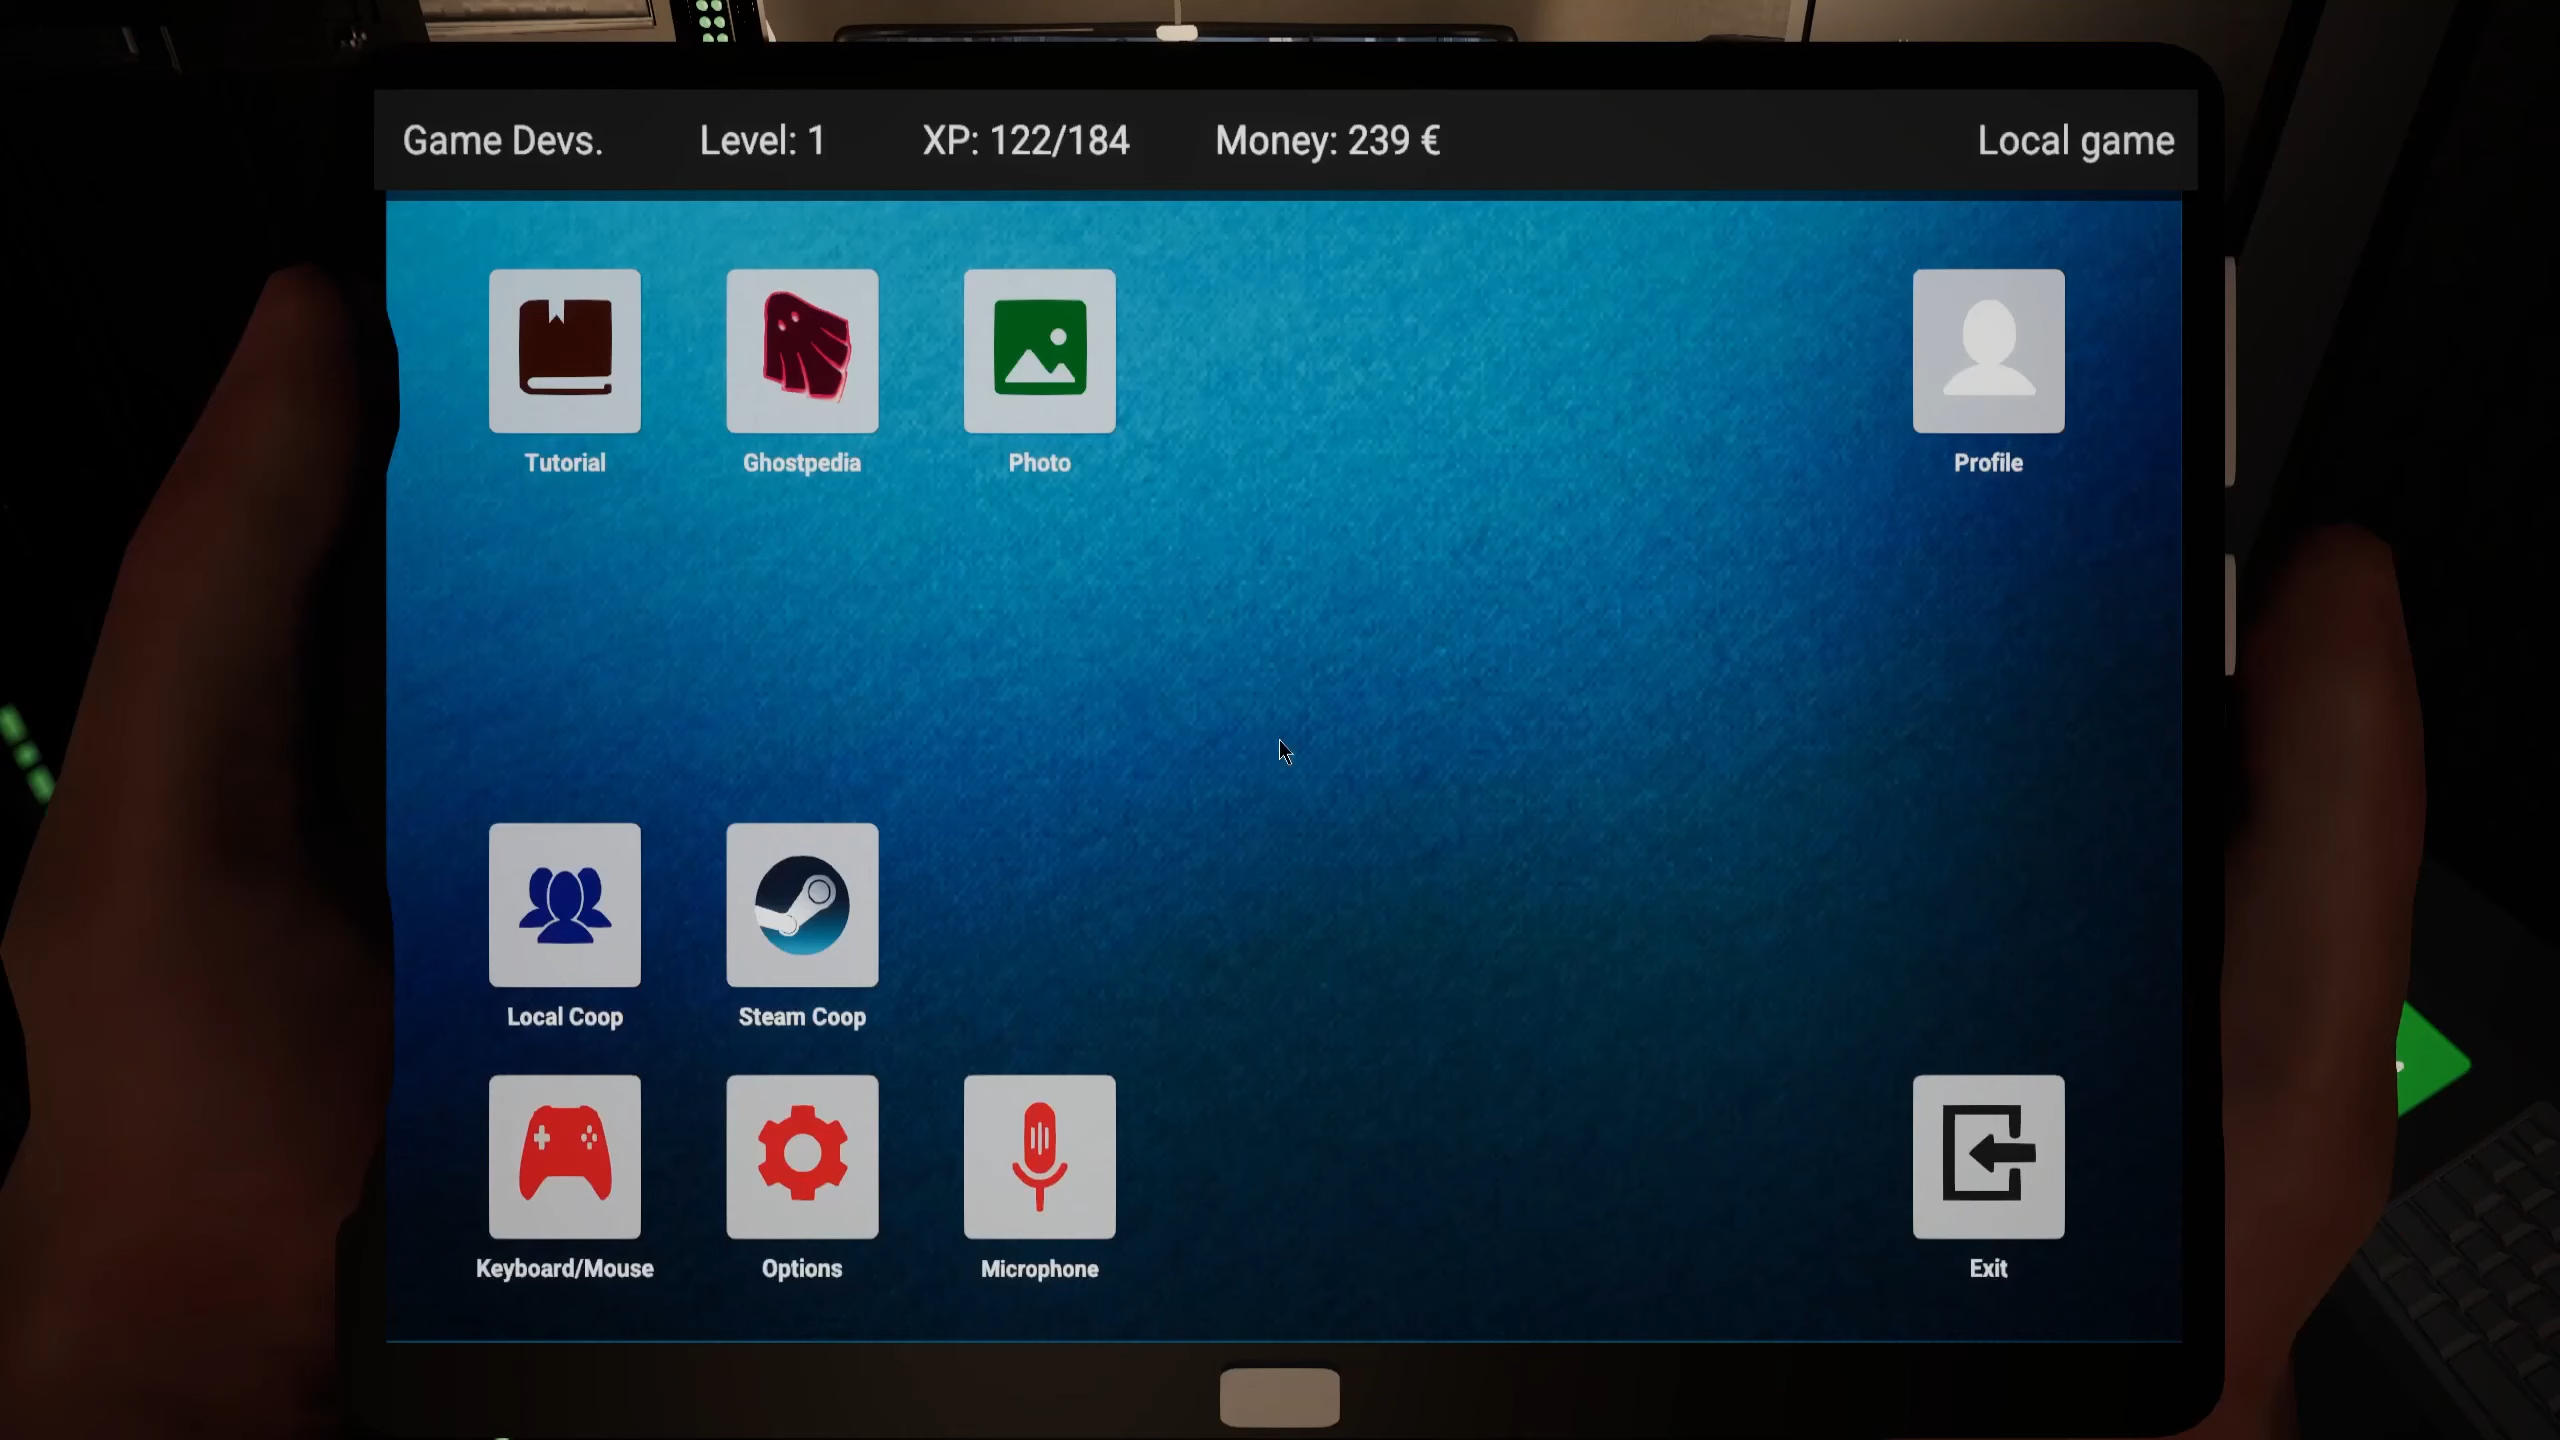 Game Devs. Level: 1 XP: 122/184 Money: 239 € Local game
Tutorial Ghostpedia Photo Profile
Local Coop Steam Coop
Keyboard/Mouse Options Microphone Exit